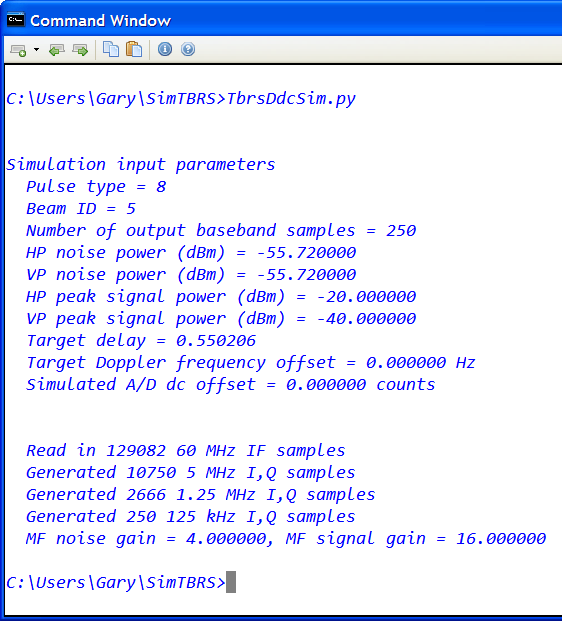 Command Window
C:\Users\Gary\SimTBRS>TbrsDdcSim.py
Simulation input parameters
Pulse type = 8
Beam ID = 5
Number of output baseband samples = 250
HP noise power (dBm) = -55.720000
VP noise power (dBm) = -55.720000
HP peak signal power (dBm) = -20.000000
VP peak signal power (dBm) = -40.000000
Target delay = 0.550206
Target Doppler frequency offset = 0.000000 Hz
Simulated A/D dc offset = 0.000000 counts
Read in 129082 60 MHz IF samples
Generated 10750 5 MHz I,Q samples
Generated 2666 1.25 MHz I,Q samples
Generated 250 125 kHz I,Q samples
MF noise gain = 4.000000, MF signal gain = 16.000000
C:\Users\Gary\SimTBRS>